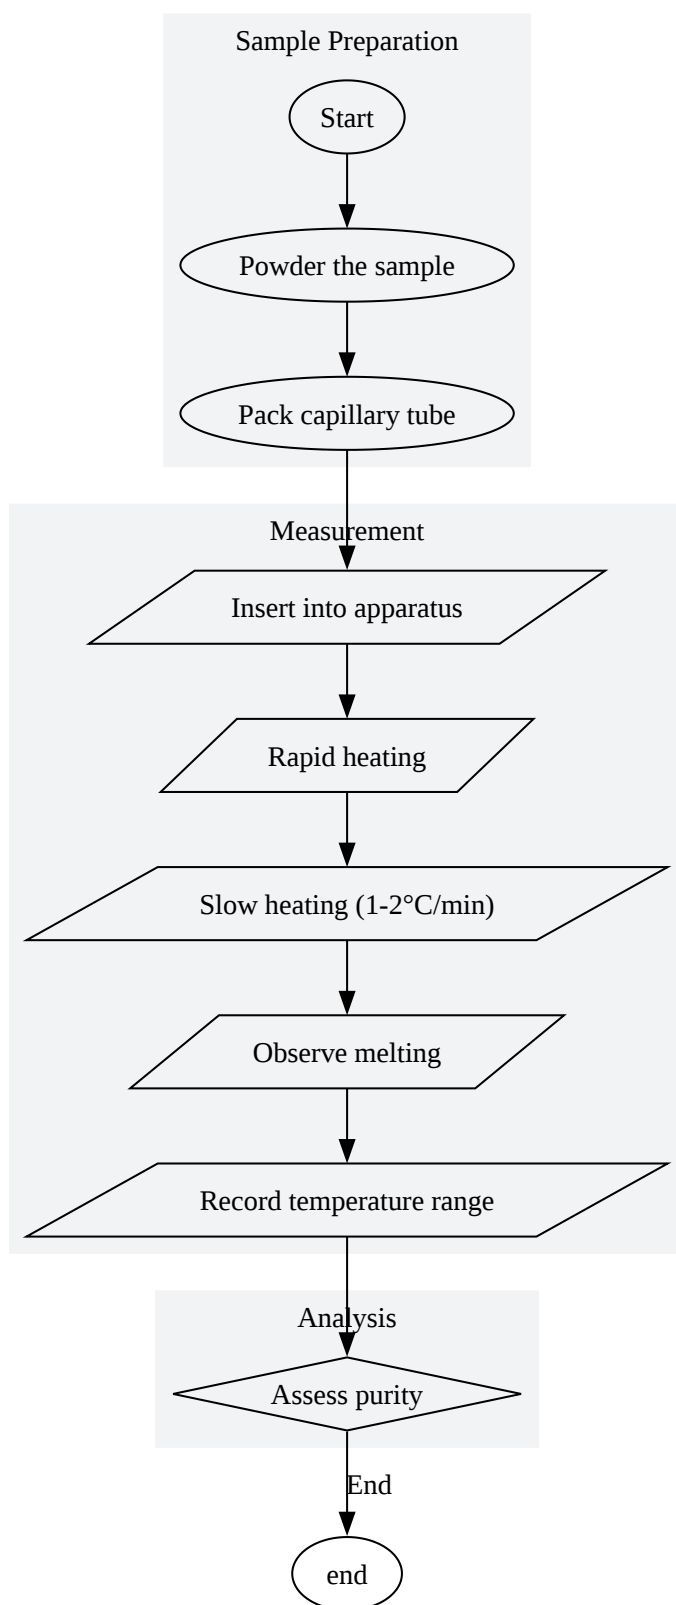 Sample Preparation
Start
Powder the sample
Pack capillary tube
Measurement
Insert into apparatus
Rapid heating
Slow heating (1-2°C/min)
Observe melting
Record temperature range
Analysis
Assess purity
End
end